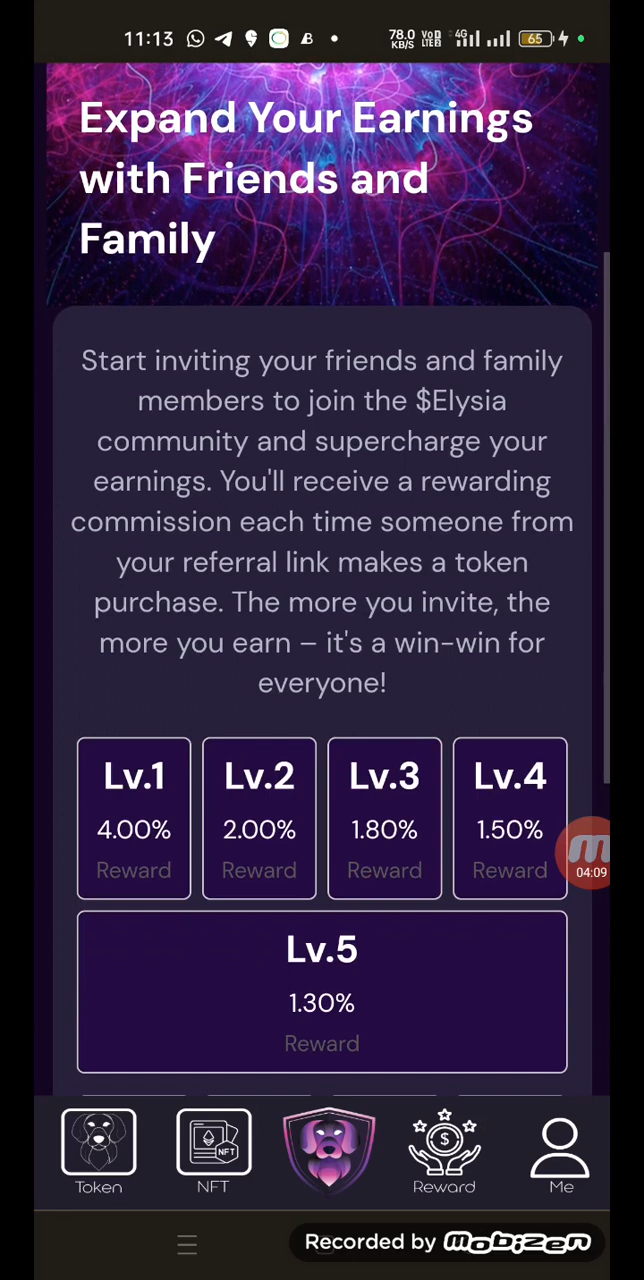 11:13
78.0 KB/S
VoD LTE2
4G
65
Expand Your Earnings
with Friends and
Family
Start inviting your friends and family
members to join the $Elysia
community and supercharge your
earnings. You'll receive a rewarding
commission each time someone from
your referral link makes a token
purchase. The more you invite, the
more you earn – it's a win-win for
everyone!
Lv.1 Lv.2 Lv.3 Lv.4
4.00% 2.00% 1.80% 1.50%
Reward Reward Reward Reward
04:09
Lv.5
1.30%
Reward
NFT
$
Token NFT Reward Me
Recorded by mobizen